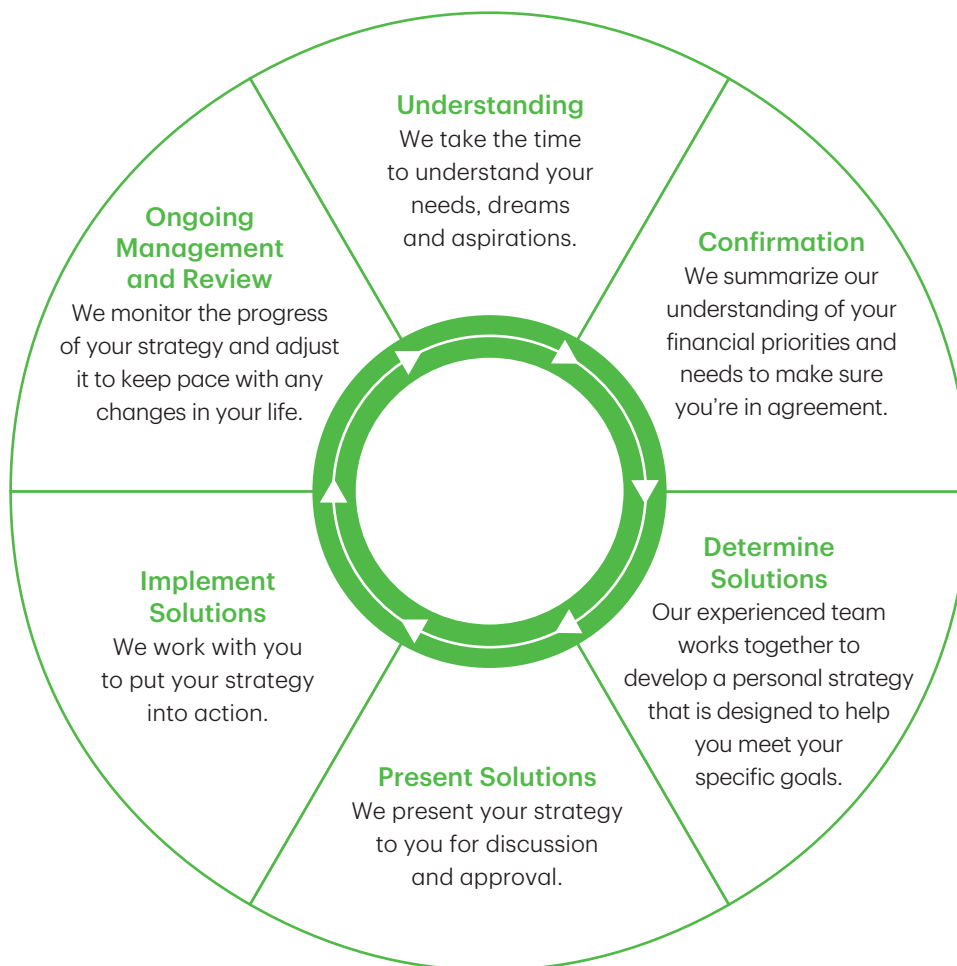 Understanding
We take the time
to understand your
needs, dreams
and aspirations.
Confirmation
We summarize our
understanding of your
financial priorities and
needs to make sure
you’re in agreement.
Determine
Solutions
Our experienced team
works together to
develop a personal strategy
that is designed to help
you meet your
specific goals.
Present Solutions
We present your strategy
to you for discussion
and approval.
Implement
Solutions
We work with you
to put your strategy
into action.
Ongoing
Management
and Review
We monitor the progress
of your strategy and adjust
it to keep pace with any
changes in your life.